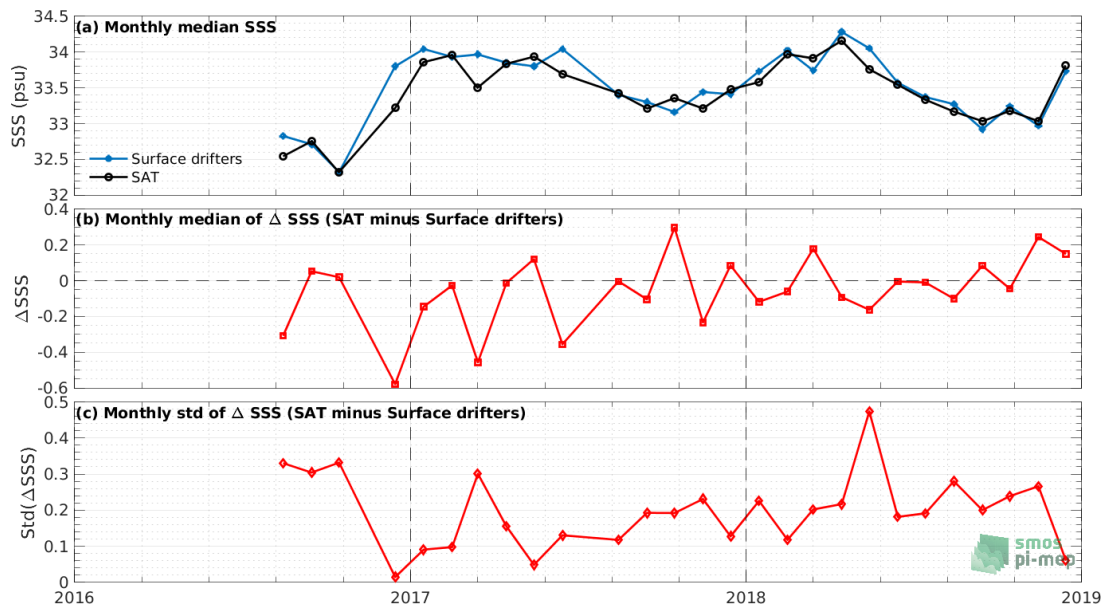 (a) Monthly median SSS
34.5
34
33.5
33
32.5
32
SSS (psu)
Surface drifters
SAT
(b) Monthly median of Δ SSS (SAT minus Surface drifters)
0.4
0.2
0
-0.2
-0.4
-0.6
ΔSSS
(c) Monthly std of Δ SSS (SAT minus Surface drifters)
0.5
0.4
0.3
0.2
0.1
0
Std(ΔSSS)
smos
pi-mep
2016
2017
2018
2019